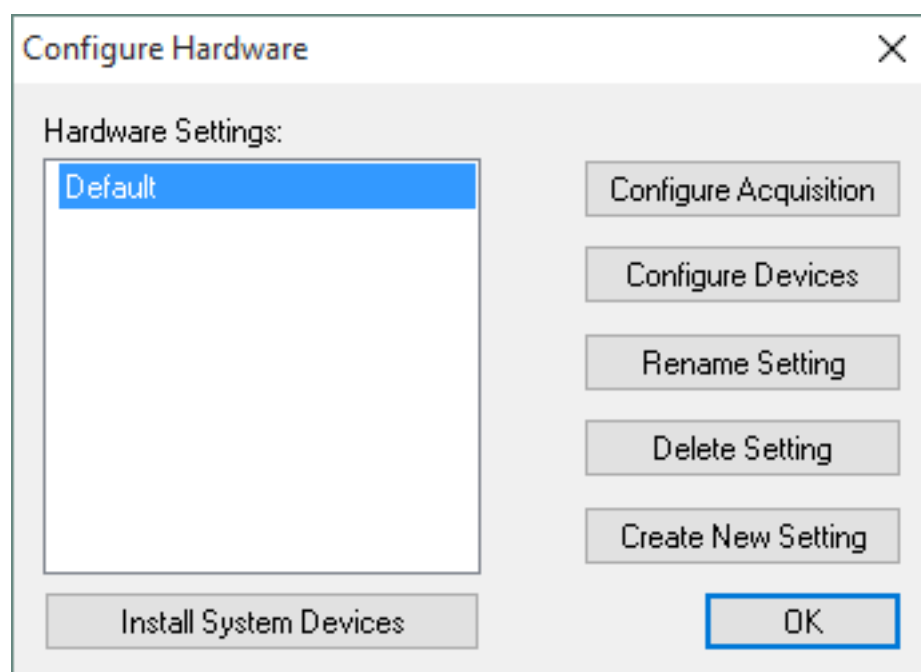 Configure Hardware
Hardware Settings:
Default
Configure Acquisition
Configure Devices
Rename Setting
Delete Setting
Create New Setting
Install System Devices
OK